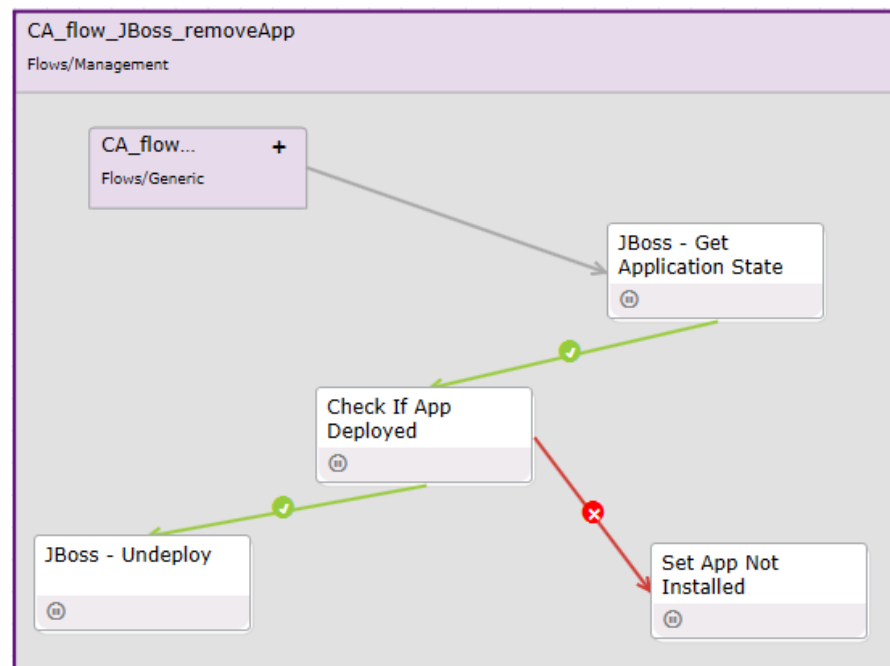 CA_flow_JBoss_removeApp
Flows/Management
CA_flow...
+
Flows/Generic
JBoss - Get
Application State
Check If App
Deployed
JBoss - Undeploy
Set App Not
Installed